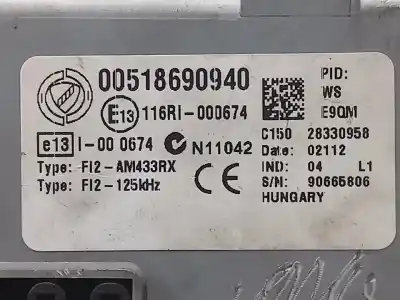 00518690940
PID:
WS
E9QM
E13 116RI-000674
e13 I-00 0674
N11042
C150 28330958
Date: 02112
Type: FI2-AM433RX
IND: 04 L1
Type: FI2-125kHz
CE
S/N: 90665806
HUNGARY